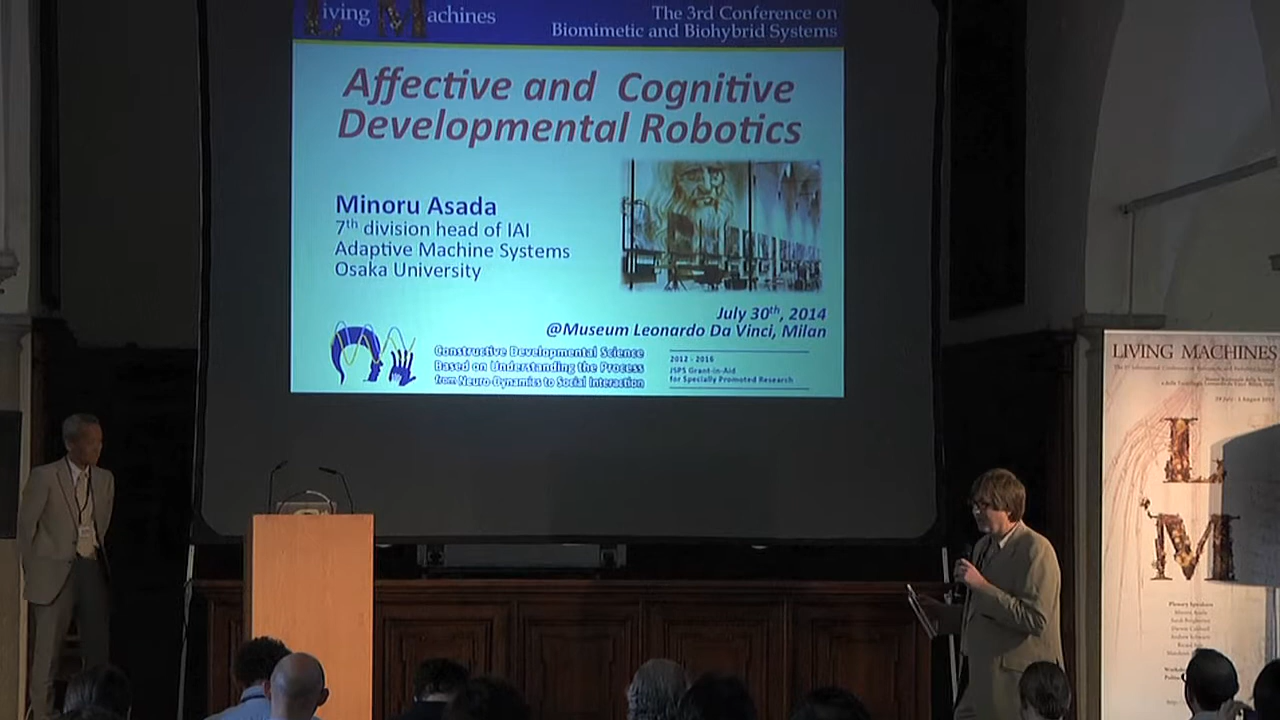 Living Machines
The 3rd Conference on
Biomimetic and Biohybrid Systems
Affective and Cognitive
Developmental Robotics
Minoru Asada
7th division head of IAI
Adaptive Machine Systems
Osaka University
July 30th, 2014
@Museum Leonardo Da Vinci, Milan
Constructive Developmental Science
Based on Understanding the Process
from Neuro-Dynamics to Social Interaction
2012 - 2016
JSPS Grant-in-Aid
for Specially Promoted Research
LIVING MACHINES
L
M
Plenary Speakers